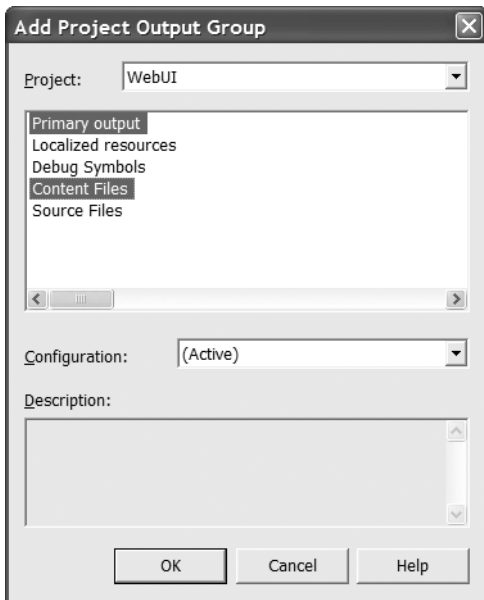 Add Project Output Group
Project: WebUI
Primary output
Localized resources
Debug Symbols
Content Files
Source Files
Configuration: (Active)
Description:
OK Cancel Help